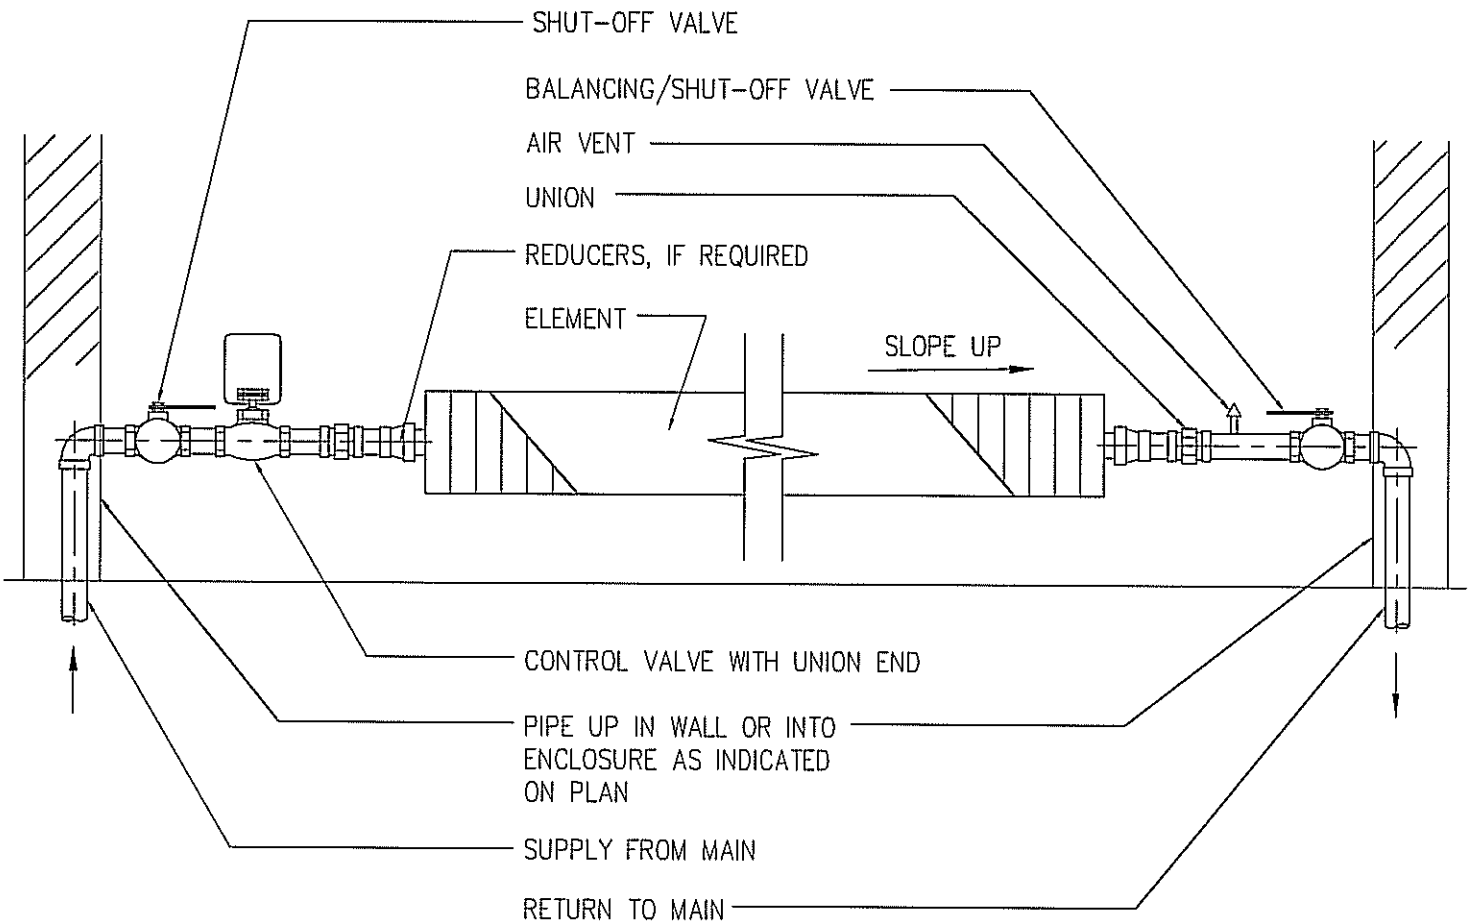 SHUT-OFF VALVE
BALANCING/SHUT-OFF VALVE
AIR VENT
UNION
REDUCERS, IF REQUIRED
ELEMENT
SLOPE UP
CONTROL VALVE WITH UNION END
PIPE UP IN WALL OR INTO
ENCLOSURE AS INDICATED
ON PLAN
SUPPLY FROM MAIN
RETURN TO MAIN